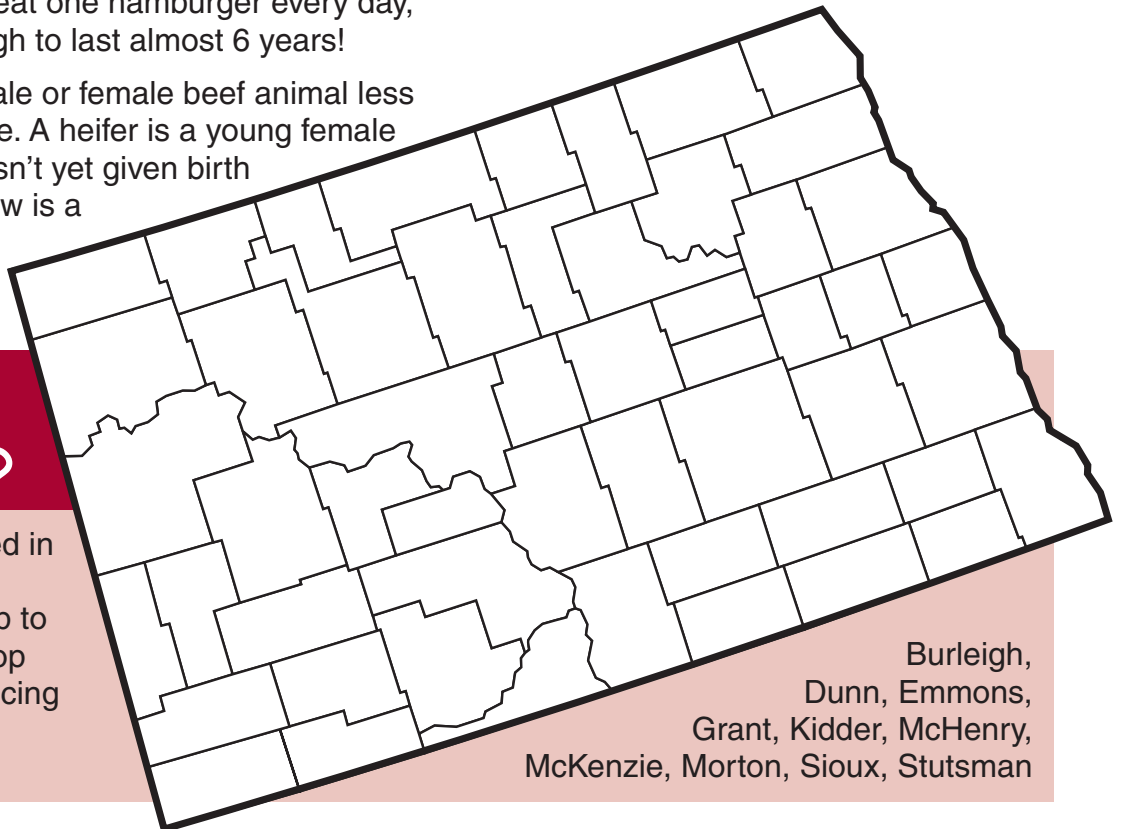 eat one hamburger every day,
gh to last almost 6 years!
ale or female beef animal less
e. A heifer is a young female
sn’t yet given birth
w is a
ed in
o to
op
cing
Burleigh,
Dunn, Emmons,
Grant, Kidder, McHenry,
McKenzie, Morton, Sioux, Stutsman